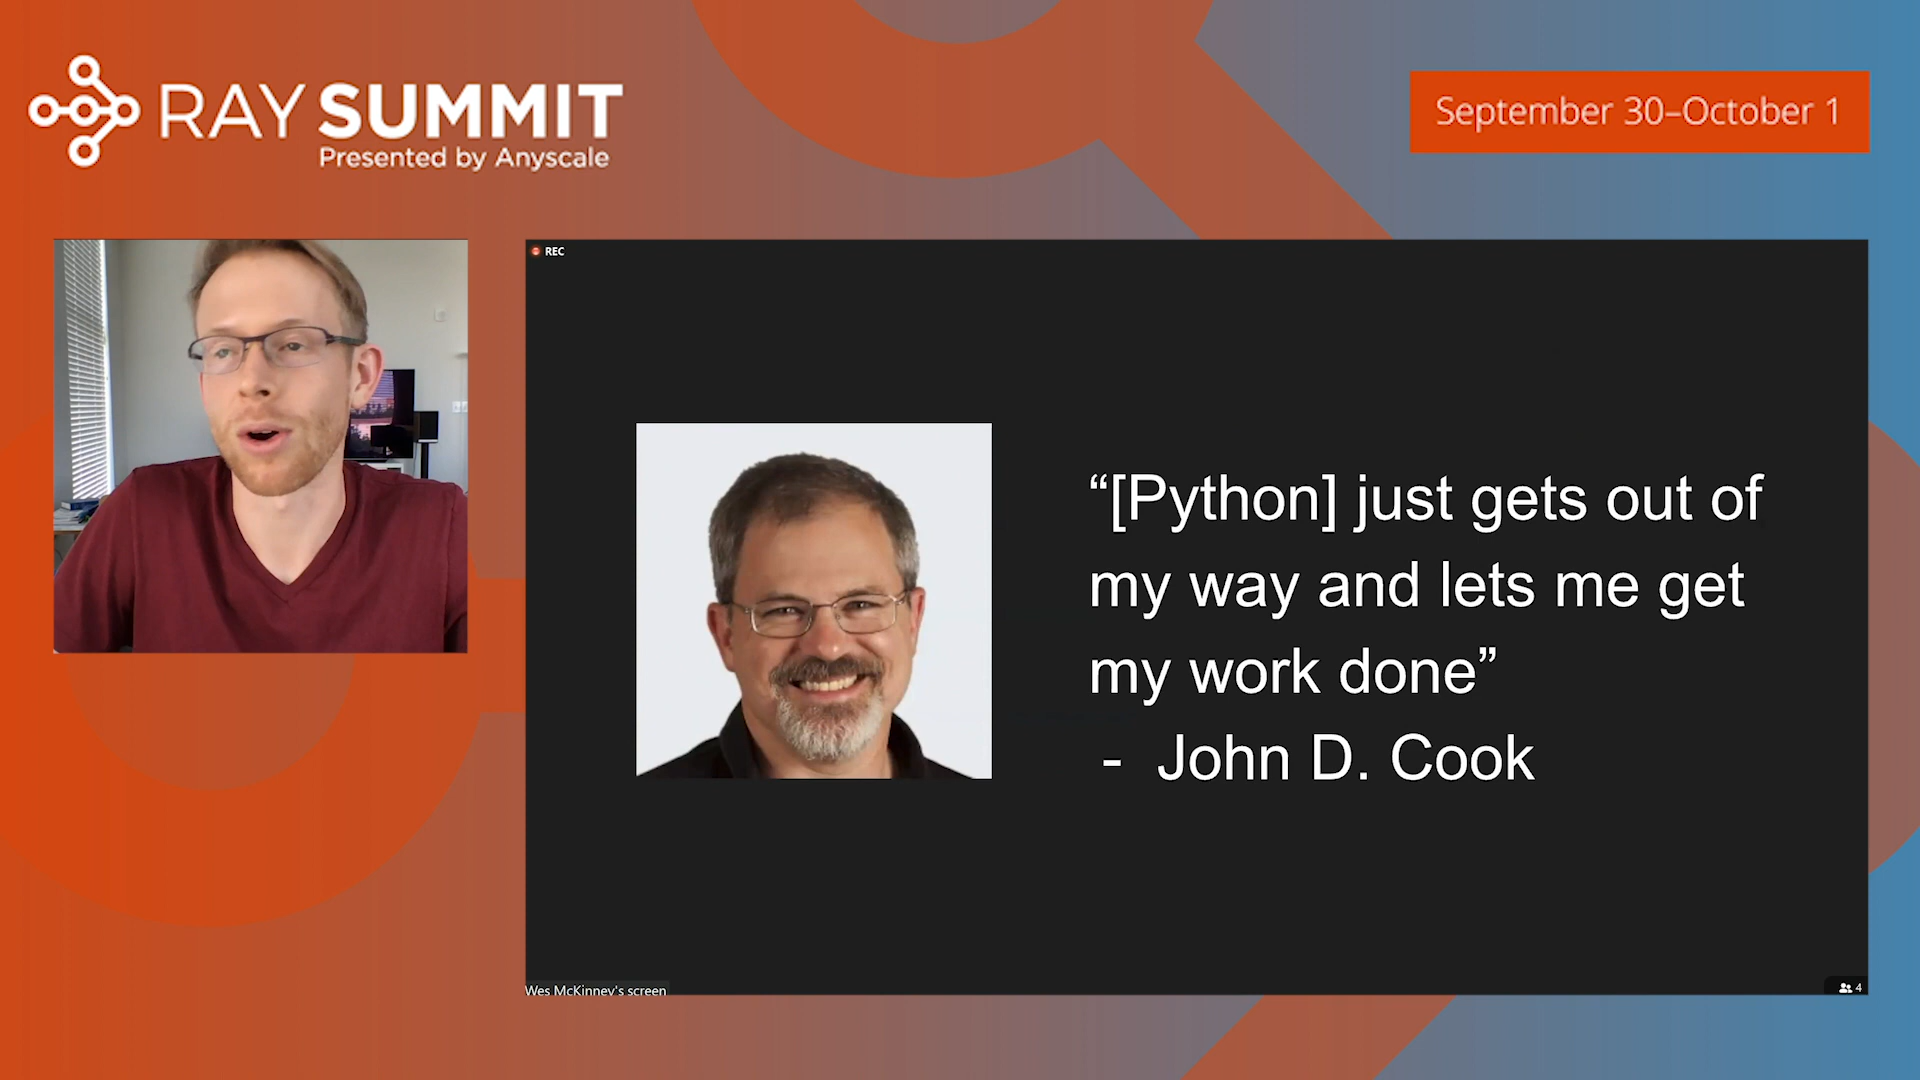 RAY SUMMIT
Presented by Anyscale
September 30–October 1
REC
“[Python] just gets out of
my way and lets me get
my work done”
- John D. Cook
Wes McKinney's screen
4